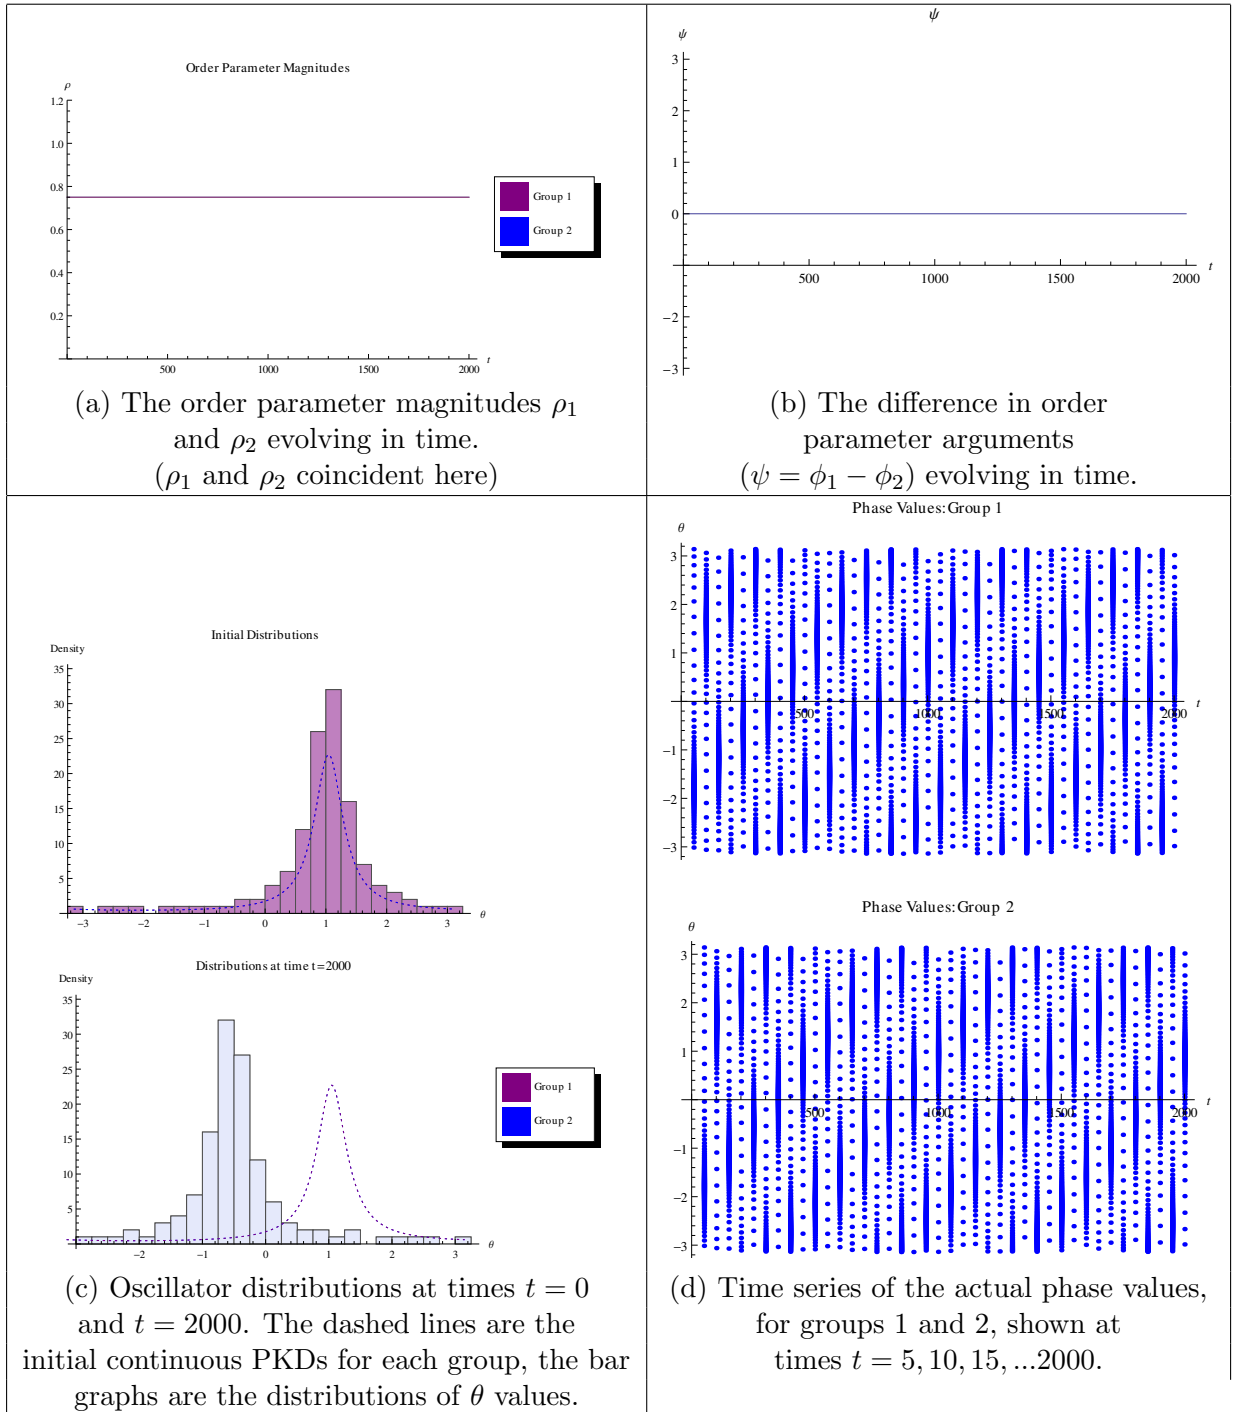 Order Parameter Magnitudes
ρ
1.2
1.0
0.8
0.6
0.4
0.2
500 1000 1500 2000 t
Group 1
Group 2
(a) The order parameter magnitudes ρ1
and ρ2 evolving in time.
(ρ1 and ρ2 coincident here)
ψ
ψ
3
2
1
0
500 1000 1500 2000 t
−2
−3
(b) The difference in order
parameter arguments
(ψ = ϕ1 − ϕ2) evolving in time.
Initial Distributions
Density
35
30
25
20
15
10
5
−3 −2 −1 0 1 2 3 θ
Distributions at time t=2000
Density
35
30
25
20
15
10
5
−2 −1 0 1 2 3 θ
Group 1
Group 2
(c) Oscillator distributions at times t = 0
and t = 2000. The dashed lines are the
initial continuous PKDs for each group, the bar
graphs are the distributions of θ values.
Phase Values: Group 1
θ
3
2
1
500 1000 1500 2000 t
−1
−2
−3
Phase Values: Group 2
θ
3
2
1
500 1000 1500 2000 t
−1
−2
−3
(d) Time series of the actual phase values,
for groups 1 and 2, shown at
times t = 5, 10, 15, ...2000.